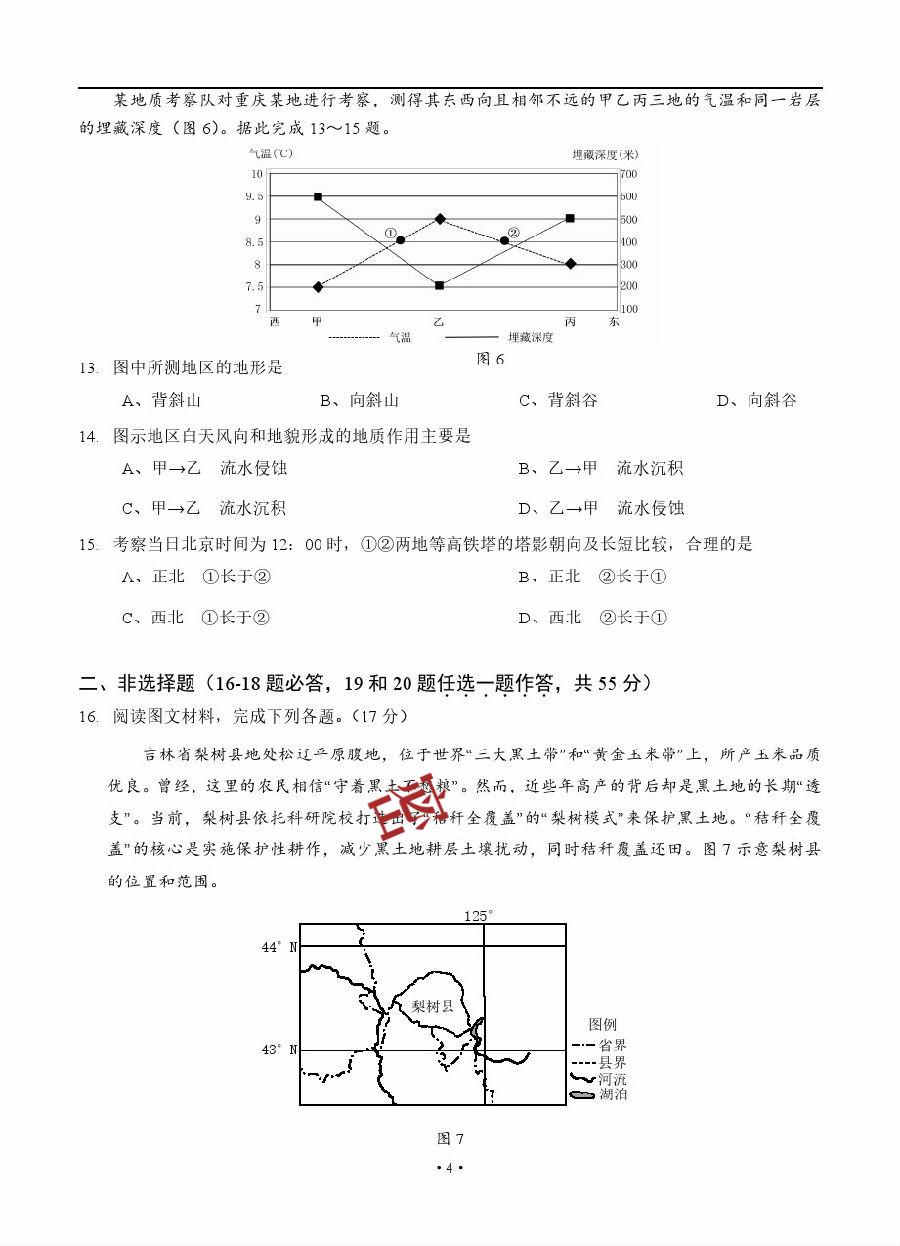 某地质考察队对重庆某地进行考察，测得其东西向且相邻不远的甲乙丙三地的气温和同一岩层
的埋藏深度（图 6）。据此完成 13～15 题。
气温(℃) 埋藏深度(米)
10 700
9.5 600
9 500
8.5 ① ② 400
8 300
7.5 200
7 100
西 甲 乙 丙 东
气温 埋藏深度
图 6
13. 图中所测地区的地形是
A、背斜山 B、向斜山 C、背斜谷 D、向斜谷
14. 图示地区白天风向和地貌形成的地质作用主要是
A、甲→乙 流水侵蚀 B、乙→甲 流水沉积
C、甲→乙 流水沉积 D、乙→甲 流水侵蚀
15. 考察当日北京时间为 12：00 时，①②两地等高铁塔的塔影朝向及长短比较，合理的是
A、正北 ①长于② B、正北 ②长于①
C、西北 ①长于② D、西北 ②长于①
二、非选择题（16-18 题必答，19 和 20 题任选一题作答，共 55 分）
16. 阅读图文材料，完成下列各题。（17 分）
吉林省梨树县地处松辽平原腹地，位于世界“三大黑土带”和“黄金玉米带”上，所产玉米品质
优良。曾经，这里的农民相信“守着黑土不愁粮”。然而，近些年高产的背后却是黑土地的长期“透
支”。当前，梨树县依托科研院校打造出了“秸秆全覆盖”的“梨树模式”来保护黑土地。“秸秆全覆
盖”的核心是实施保护性耕作，减少黑土地耕层土壤扰动，同时秸秆覆盖还田。图 7 示意梨树县
的位置和范围。
125°
44° N
梨树县
43° N
图例
省界
县界
河流
湖泊
图 7
· 4 ·